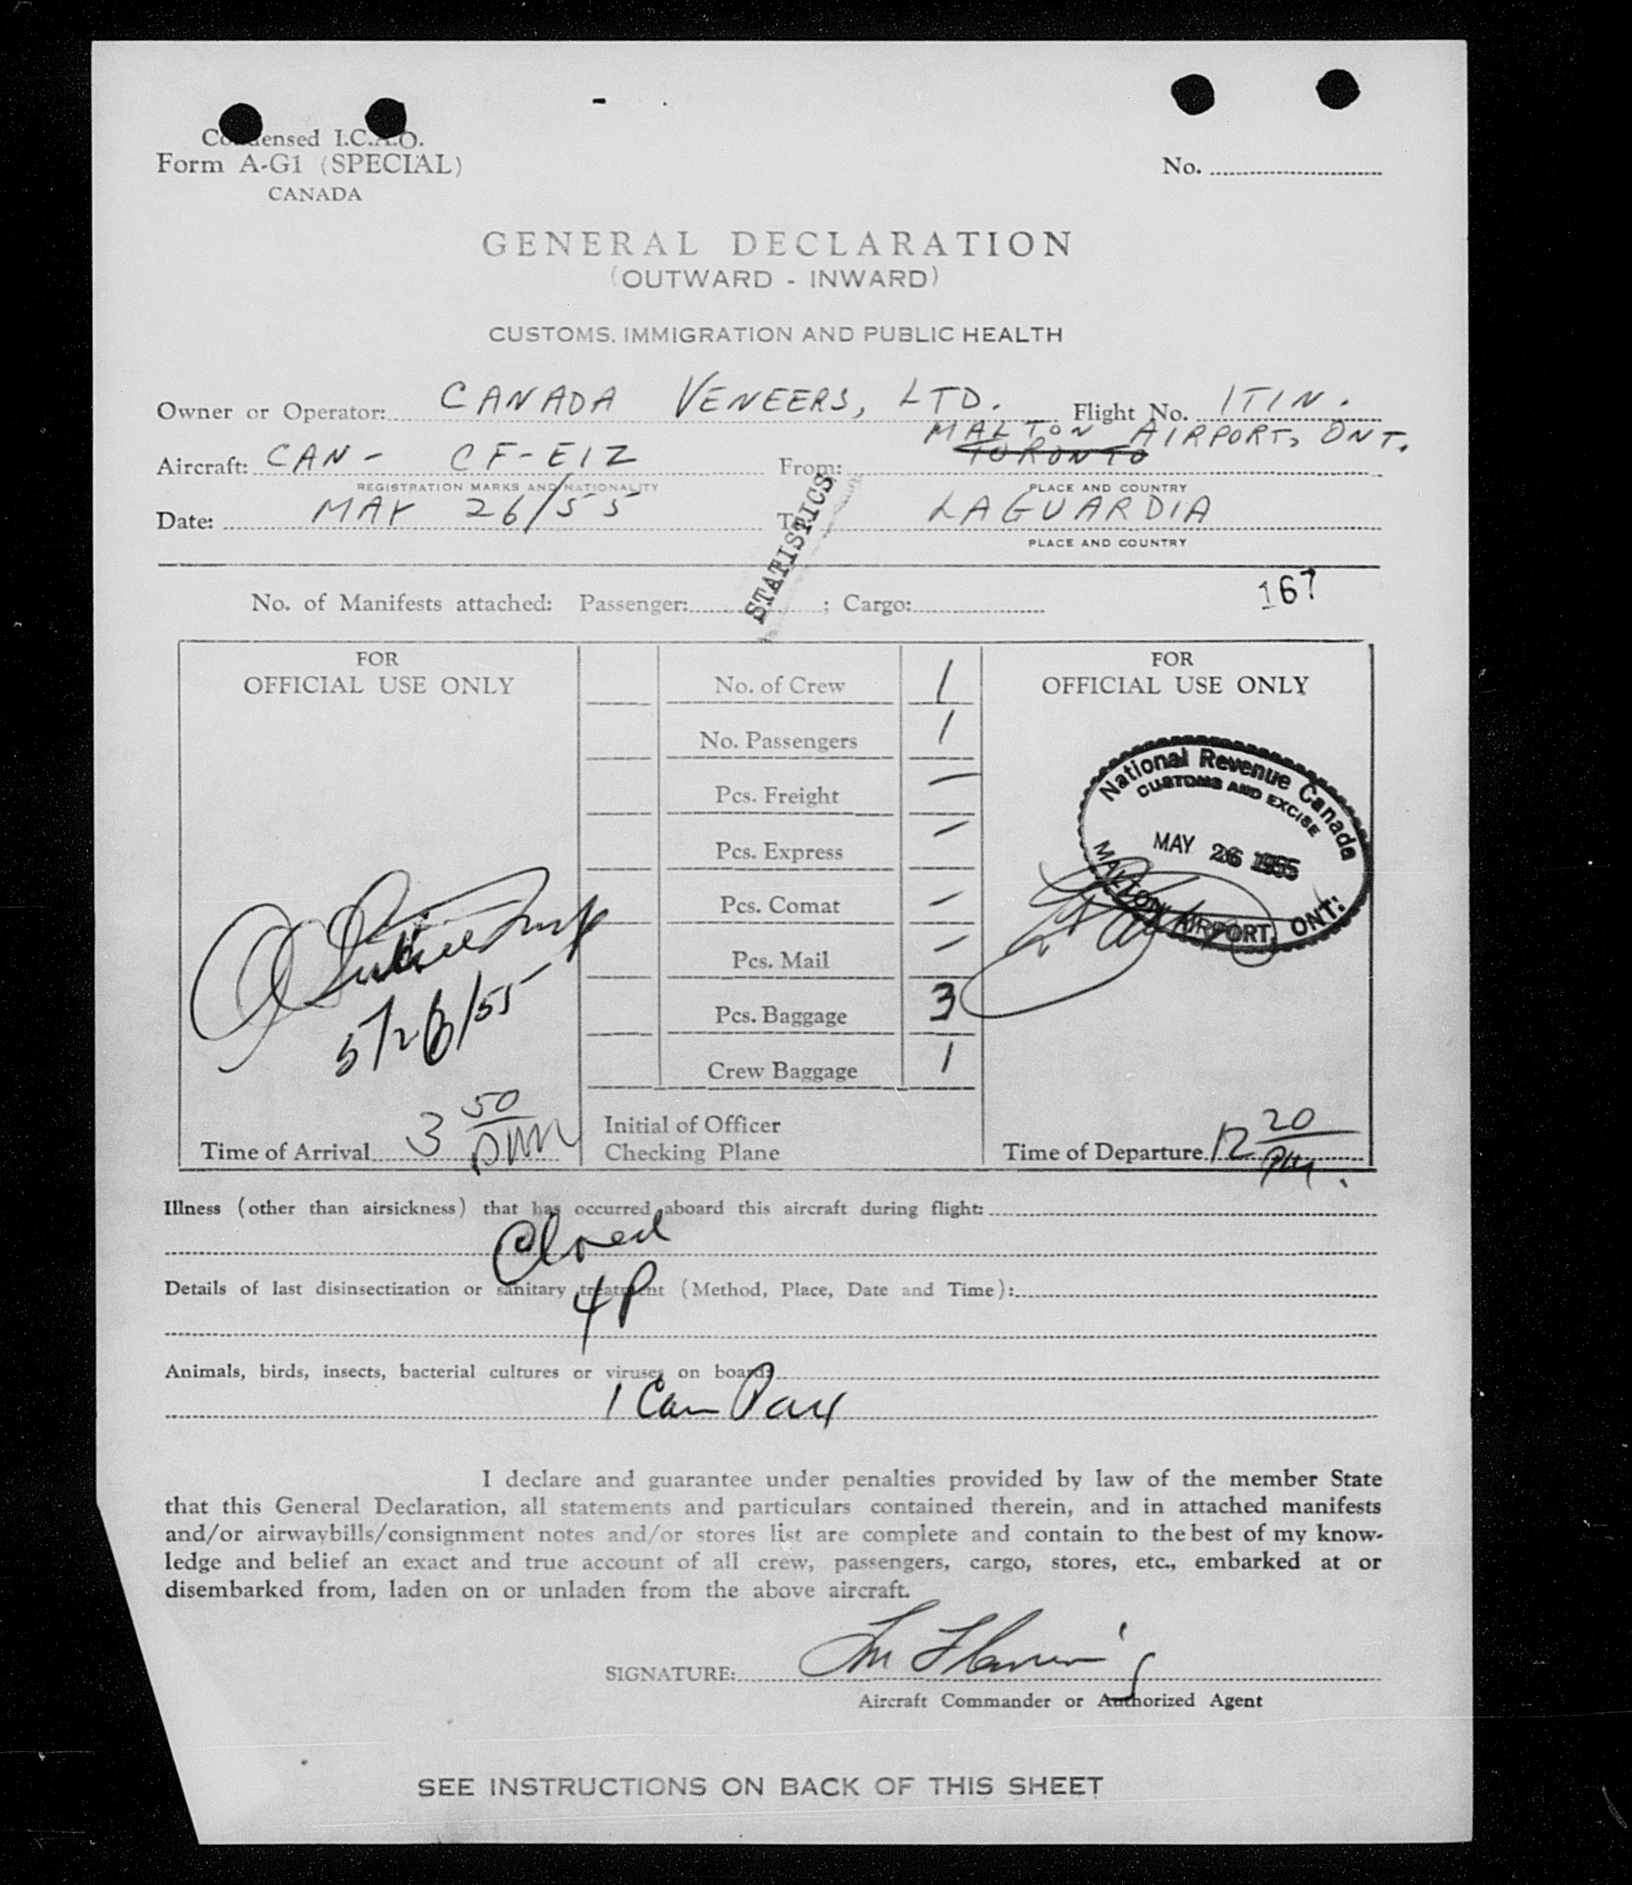 Condensed I.C.A.O.
Form A-G1 (SPECIAL)
CANADA
No.
GENERAL DECLARATION
(OUTWARD - INWARD)
CUSTOMS, IMMIGRATION AND PUBLIC HEALTH
Owner or Operator: CANADA VENEERS, LTD. Flight No. ITIN.
MALTON AIRPORT, ONT.
Aircraft: CAN- CF-EIZ From: TORONTO
REGISTRATION MARKS AND NATIONALITY PLACE AND COUNTRY
Date: MAY 26/55 To LAGUARDIA
PLACE AND COUNTRY
STATISTICS
167
No. of Manifests attached: Passenger: ; Cargo:
FOR
OFFICIAL USE ONLY
5/26/55
Time of Arrival 3 50 PM
No. of Crew 1
No. Passengers 1
Pcs. Freight —
Pcs. Express —
Pcs. Comat —
Pcs. Mail —
Pcs. Baggage 3
Crew Baggage 1
Initial of Officer
Checking Plane
FOR
OFFICIAL USE ONLY
National Revenue Canada
CUSTOMS AND EXCISE
MAY 26 1955
MALTON AIRPORT, ONT:
Time of Departure 12 20 PM.
Illness (other than airsickness) that has occurred aboard this aircraft during flight:
Closed
Details of last disinsectization or sanitary treatment (Method, Place, Date and Time):
4P
Animals, birds, insects, bacterial cultures or viruses on board:
1 Can Pax
I declare and guarantee under penalties provided by law of the member State
that this General Declaration, all statements and particulars contained therein, and in attached manifests
and/or airwaybills/consignment notes and/or stores list are complete and contain to the best of my know-
ledge and belief an exact and true account of all crew, passengers, cargo, stores, etc., embarked at or
disembarked from, laden on or unladen from the above aircraft.
SIGNATURE:
Aircraft Commander or Authorized Agent
SEE INSTRUCTIONS ON BACK OF THIS SHEET